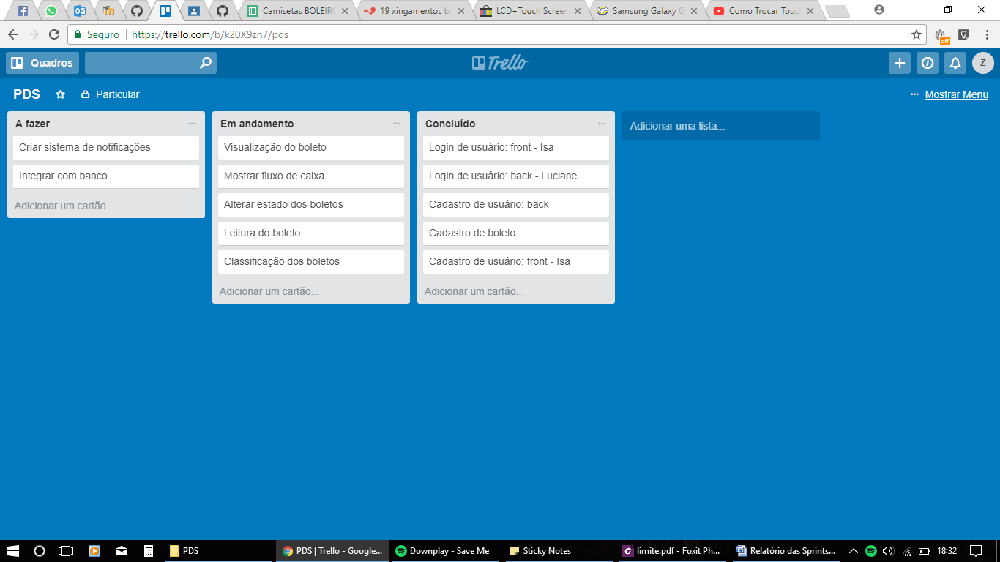 Camisetas BOLEIRO
19 xingamentos b
LCD+Touch Screen
Samsung Galaxy G
Como Trocar Touc
Seguro
https://trello.com/b/k20X9zn7/pds
off
Quadros
Trello
Z
PDS
Particular
Mostrar Menu
A fazer
Criar sistema de notificações
Integrar com banco
Adicionar um cartão...
Em andamento
Visualização do boleto
Mostrar fluxo de caixa
Alterar estado dos boletos
Leitura do boleto
Classificação dos boletos
Adicionar um cartão...
Concluído
Login de usuário: front - Isa
Login de usuário: back - Luciane
Cadastro de usuário: back
Cadastro de boleto
Cadastro de usuário: front - Isa
Adicionar um cartão...
Adicionar uma lista...
PDS
PDS | Trello - Google...
Downplay - Save Me
Sticky Notes
limite.pdf - Foxit Ph...
Relatório das Sprints...
18:32